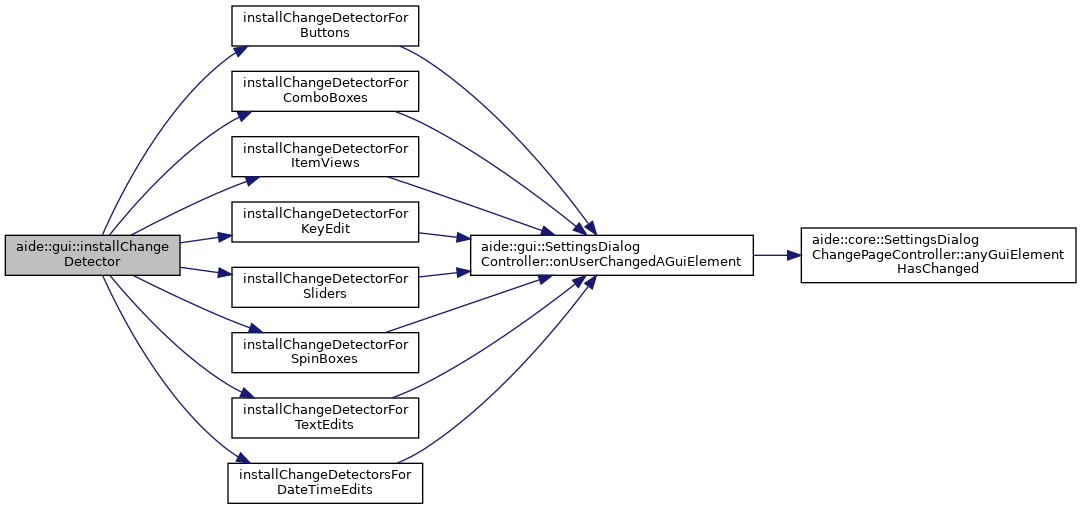 installChangeDetectorFor
Buttons
installChangeDetectorFor
ComboBoxes
installChangeDetectorFor
ItemViews
installChangeDetectorFor
KeyEdit
aide::gui::installChange
Detector
installChangeDetectorFor
Sliders
installChangeDetectorFor
SpinBoxes
installChangeDetectorFor
TextEdits
installChangeDetectorsFor
DateTimeEdits
aide::gui::SettingsDialog
Controller::onUserChangedAGuiElement
aide::core::SettingsDialog
ChangePageController::anyGuiElement
HasChanged